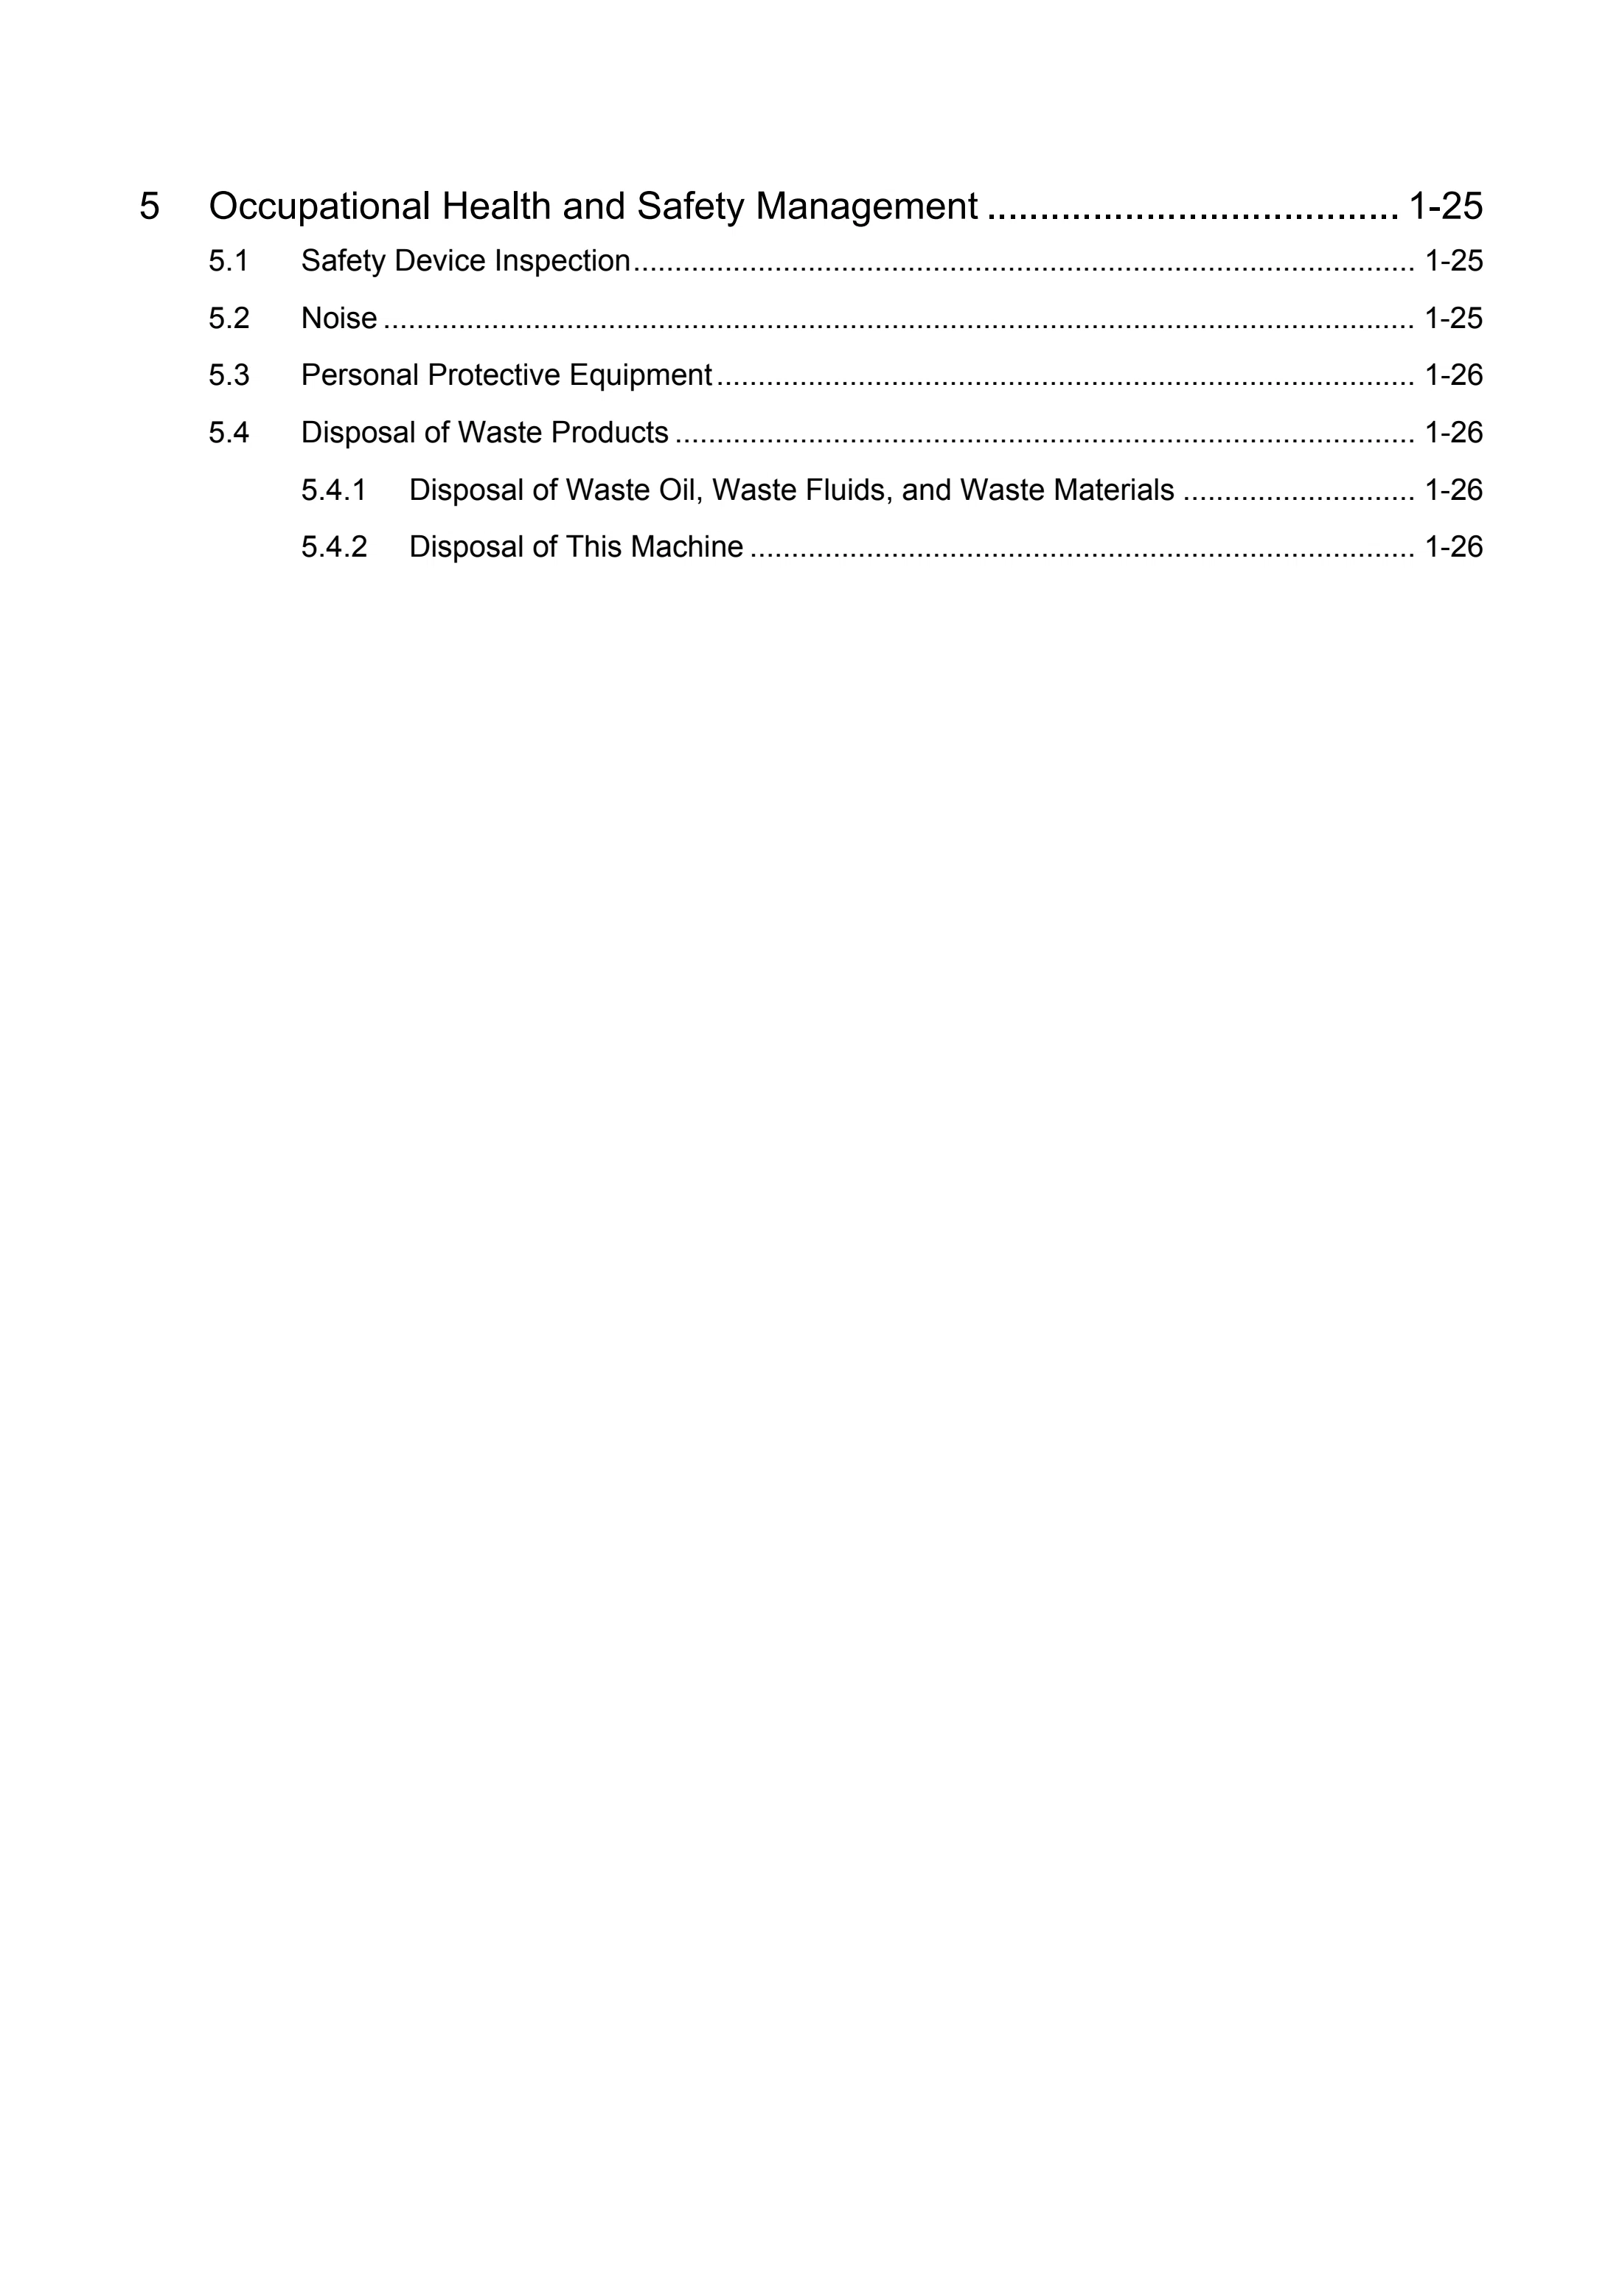 5 Occupational Health and Safety Management ....................................... 1-25
5.1 Safety Device Inspection.............................................................................................. 1-25
5.2 Noise ............................................................................................................................ 1-25
5.3 Personal Protective Equipment.................................................................................... 1-26
5.4 Disposal of Waste Products ......................................................................................... 1-26
5.4.1 Disposal of Waste Oil, Waste Fluids, and Waste Materials ............................ 1-26
5.4.2 Disposal of This Machine ................................................................................ 1-26